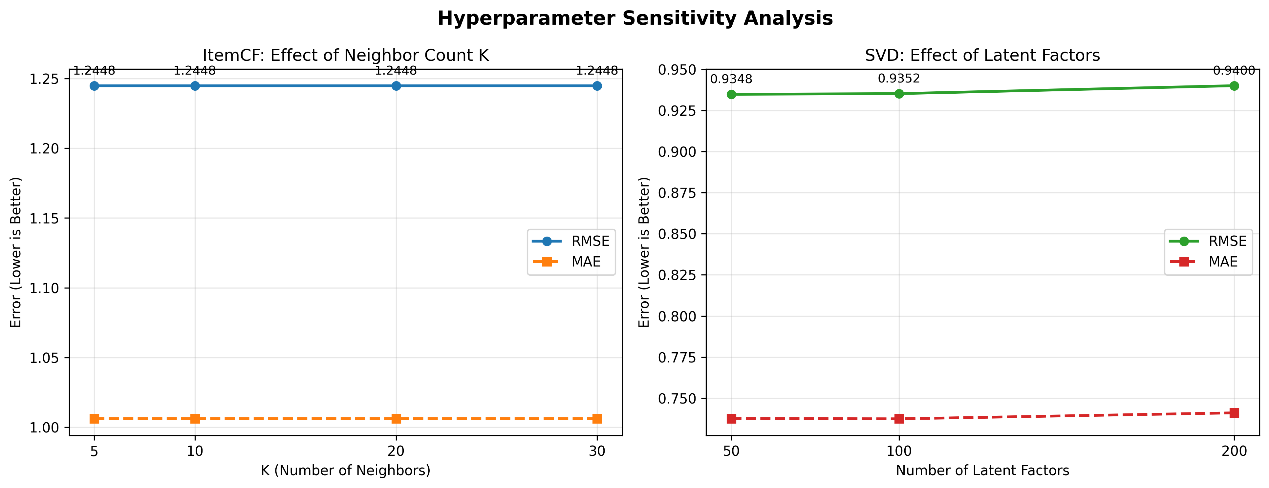 Hyperparameter Sensitivity Analysis
ItemCF: Effect of Neighbor Count K
1.2448 1.2448 1.2448 1.2448
1.25
1.20
1.15
1.10
1.05
1.00
Error (Lower is Better)
RMSE
MAE
5 10 20 30
K (Number of Neighbors)
SVD: Effect of Latent Factors
0.9348 0.9352 0.9400
0.950
0.925
0.900
0.875
0.850
0.825
0.800
0.775
0.750
Error (Lower is Better)
RMSE
MAE
50 100 200
Number of Latent Factors